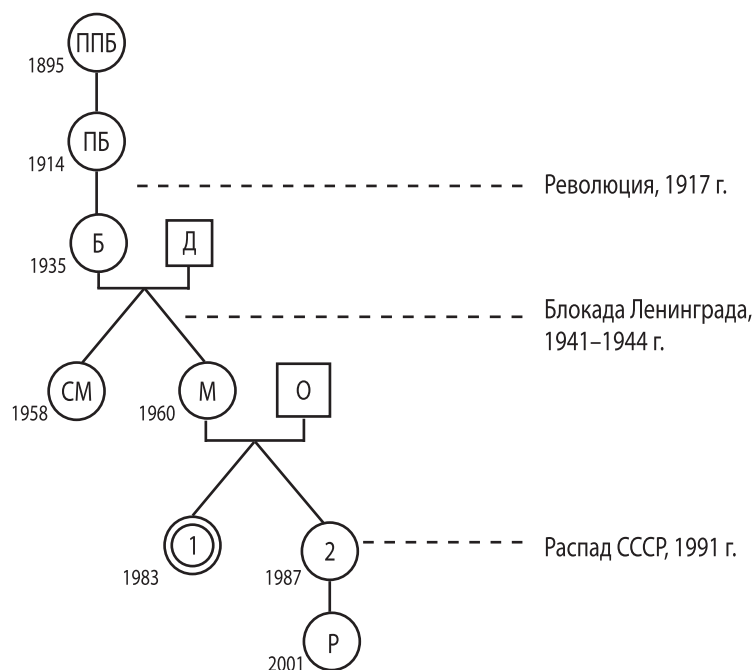 ППБ
1895
ПБ
1914
Революция, 1917 г.
Б
Д
1935
Блокада Ленинграда,
1941–1944 г.
СМ
М
О
1958
1960
1
2
Распад СССР, 1991 г.
1983
1987
Р
2001